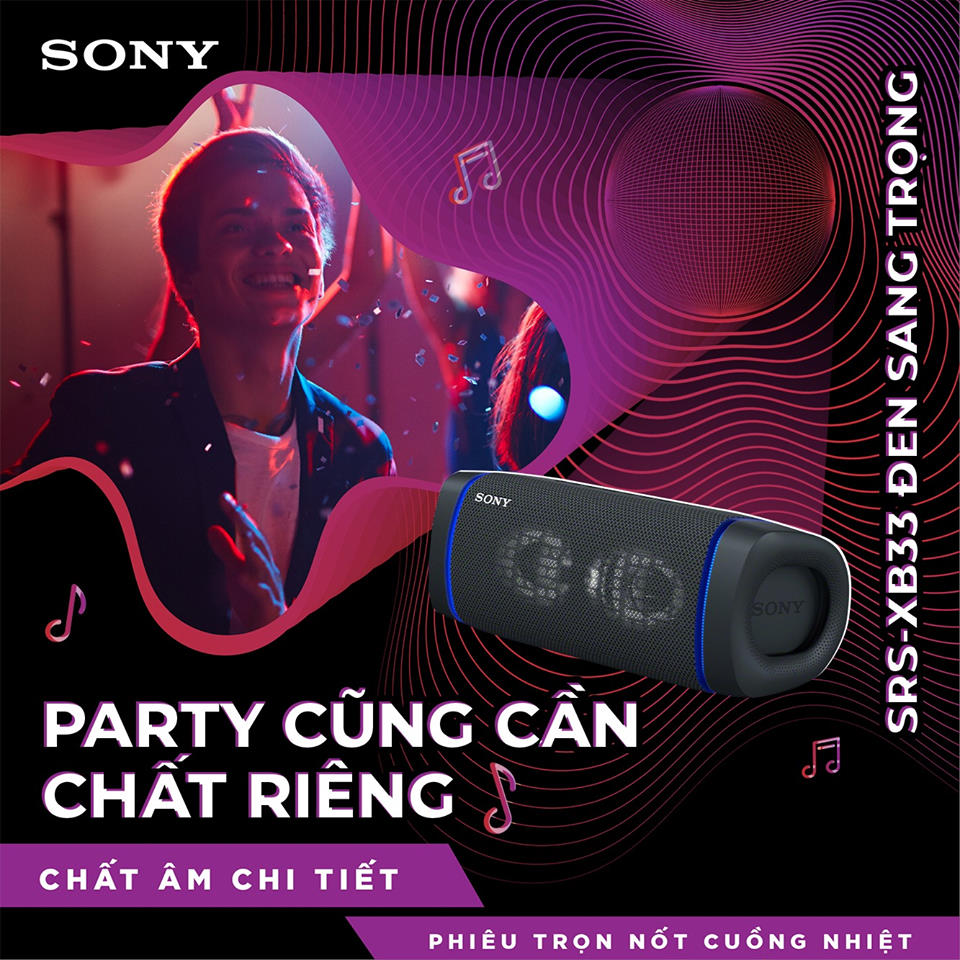 SONY
SRS-XB33 ĐEN SANG TRỌNG
SONY
SONY
PARTY CŨNG CẦN
CHẤT RIÊNG
CHẤT ÂM CHI TIẾT
PHIÊU TRỌN NỐT CUỒNG NHIỆT